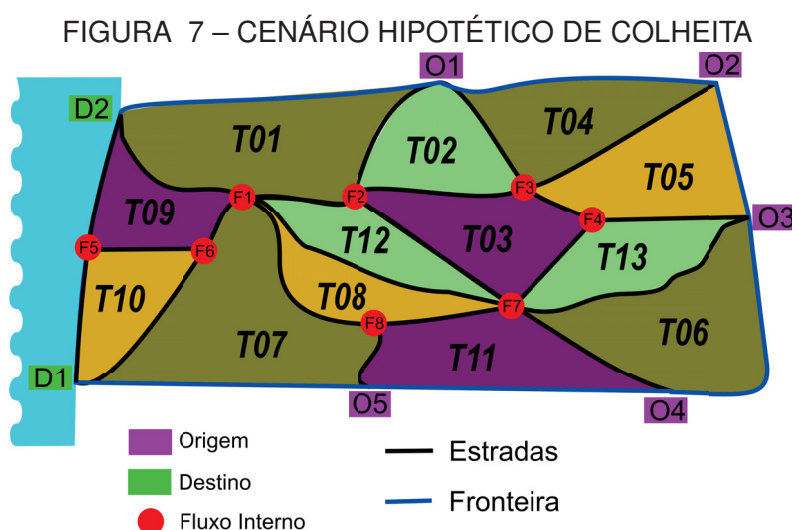 FIGURA 7 – CENÁRIO HIPOTÉTICO DE COLHEITA
O1
O2
D2
T01
T02
T04
T05
T09
F1
F2
F3
F4
O3
F5
F6
T12
T03
T13
T10
T08
F7
F8
T07
T11
T06
D1
O5
O4
Origem
Destino
Fluxo Interno
Estradas
Fronteira